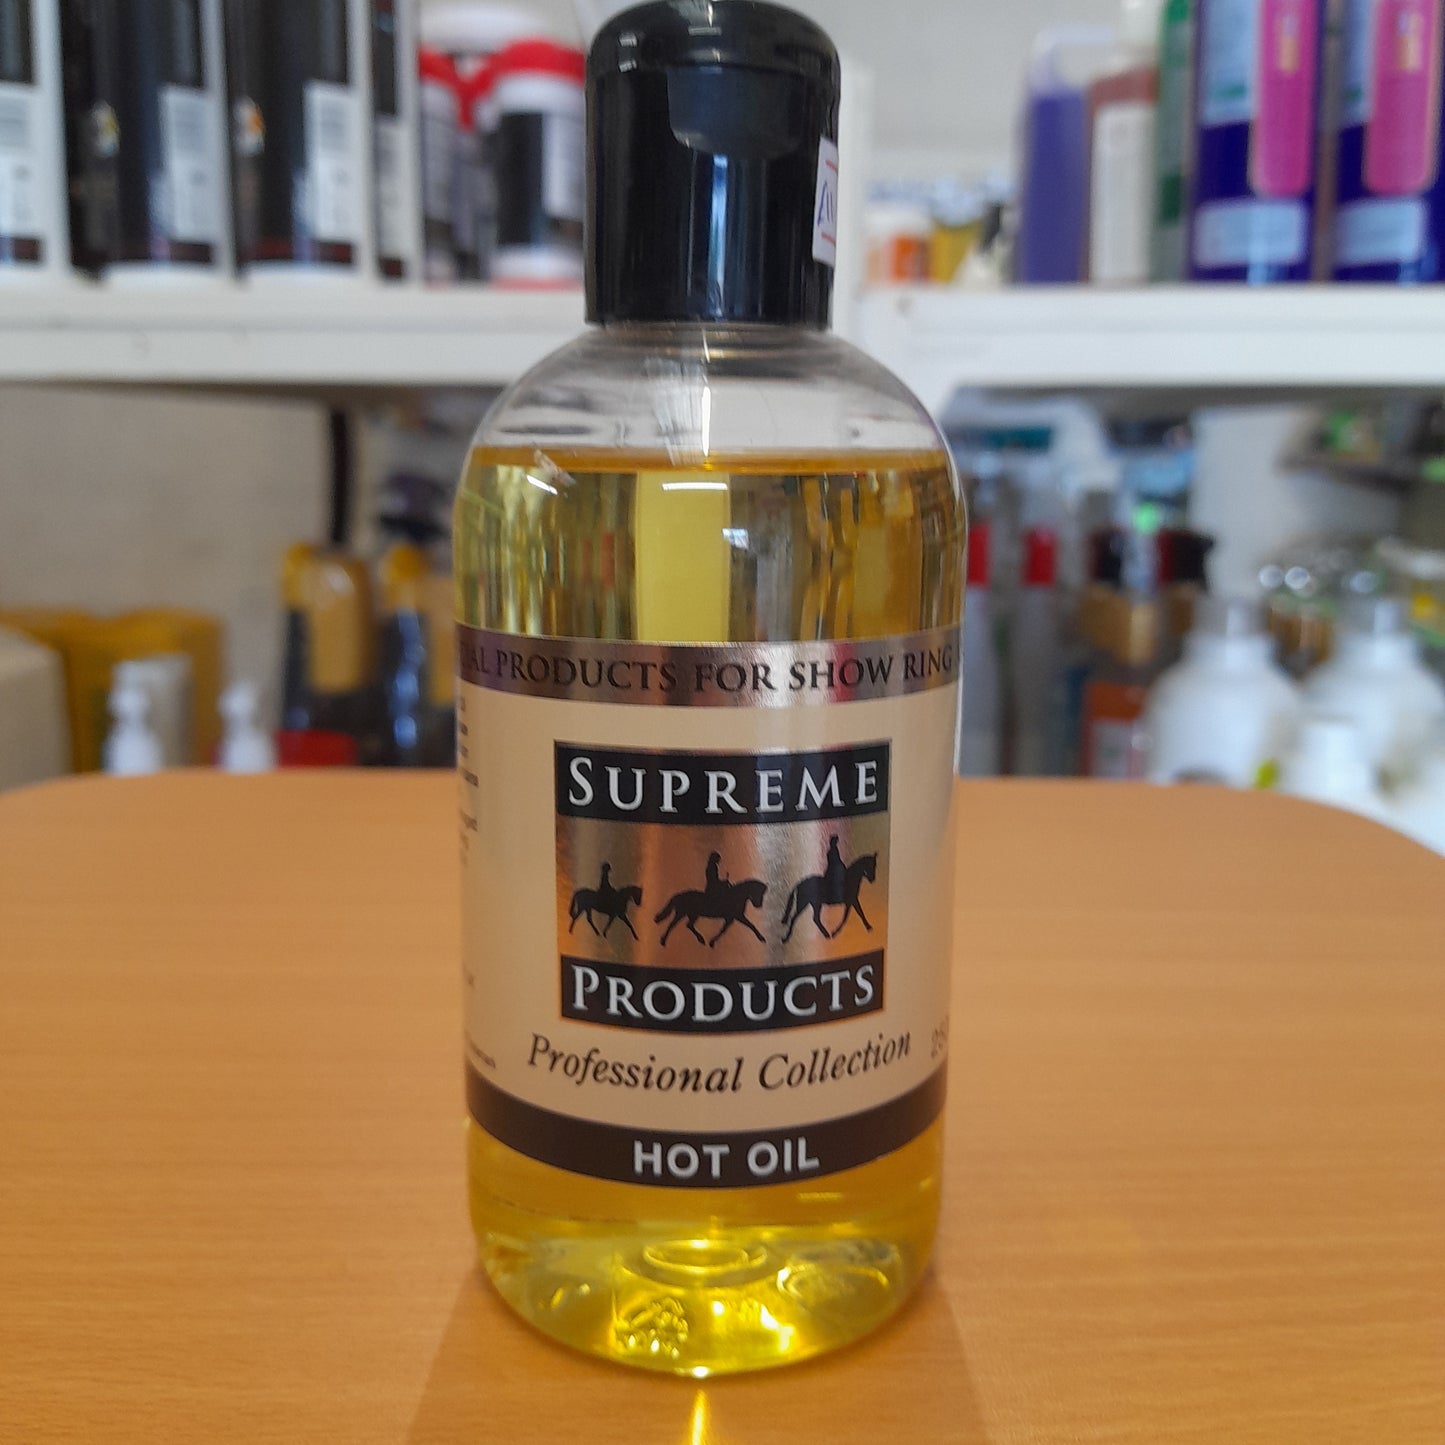 PRODUCTS FOR SHOW RING
SUPREME
PRODUCTS
Professional Collection
HOT OIL